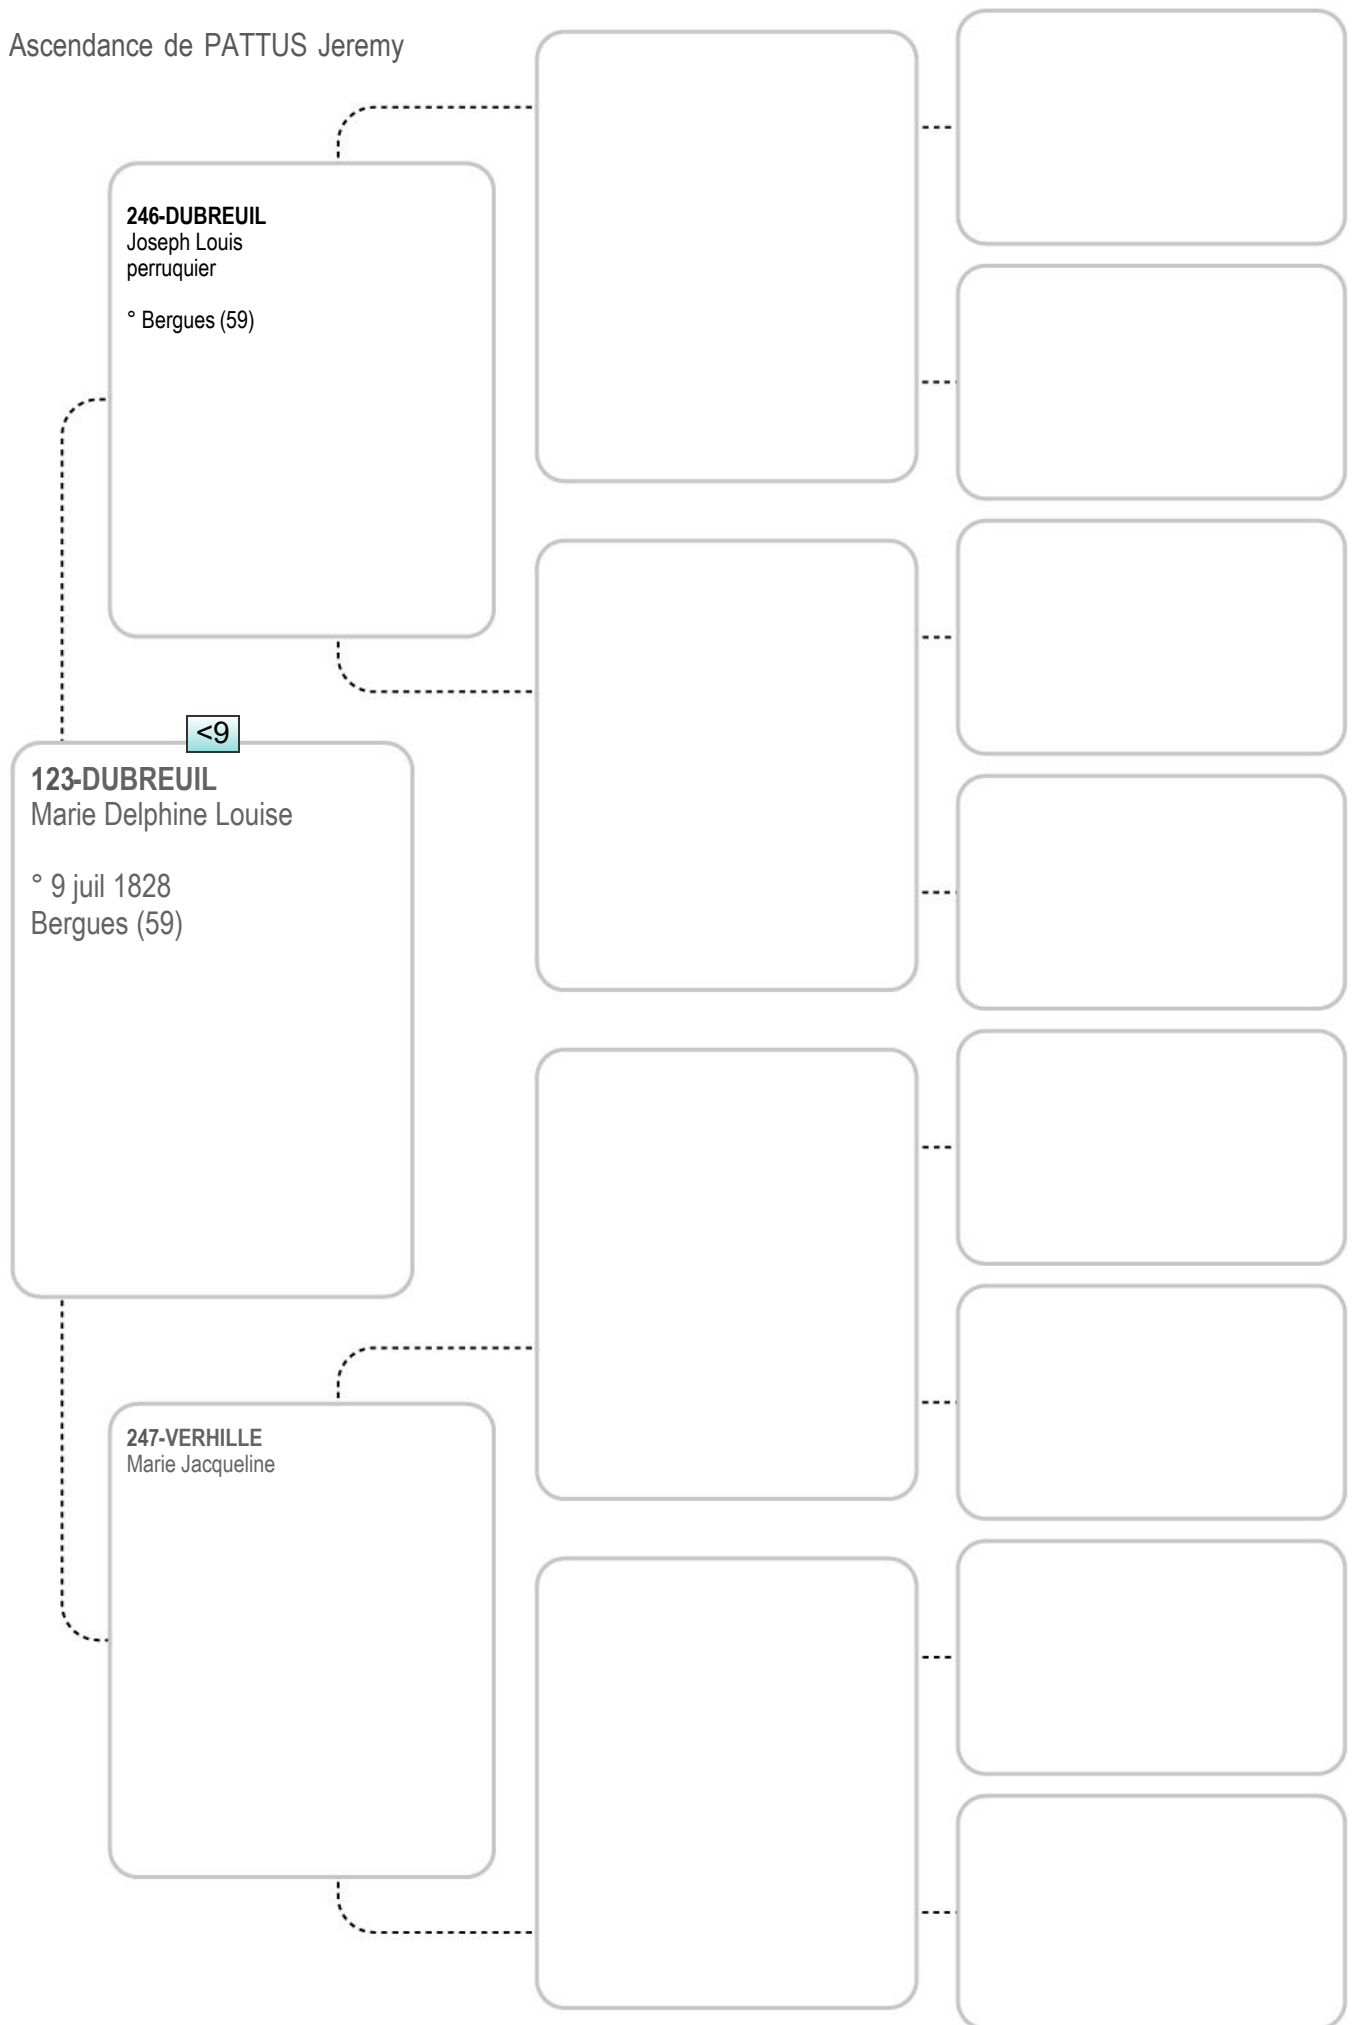 Ascendance de PATTUS Jeremy
246-DUBREUIL
Joseph Louis
perruquier
° Bergues (59)
<9
123-DUBREUIL
Marie Delphine Louise
° 9 juil 1828
Bergues (59)
247-VERHILLE
Marie Jacqueline